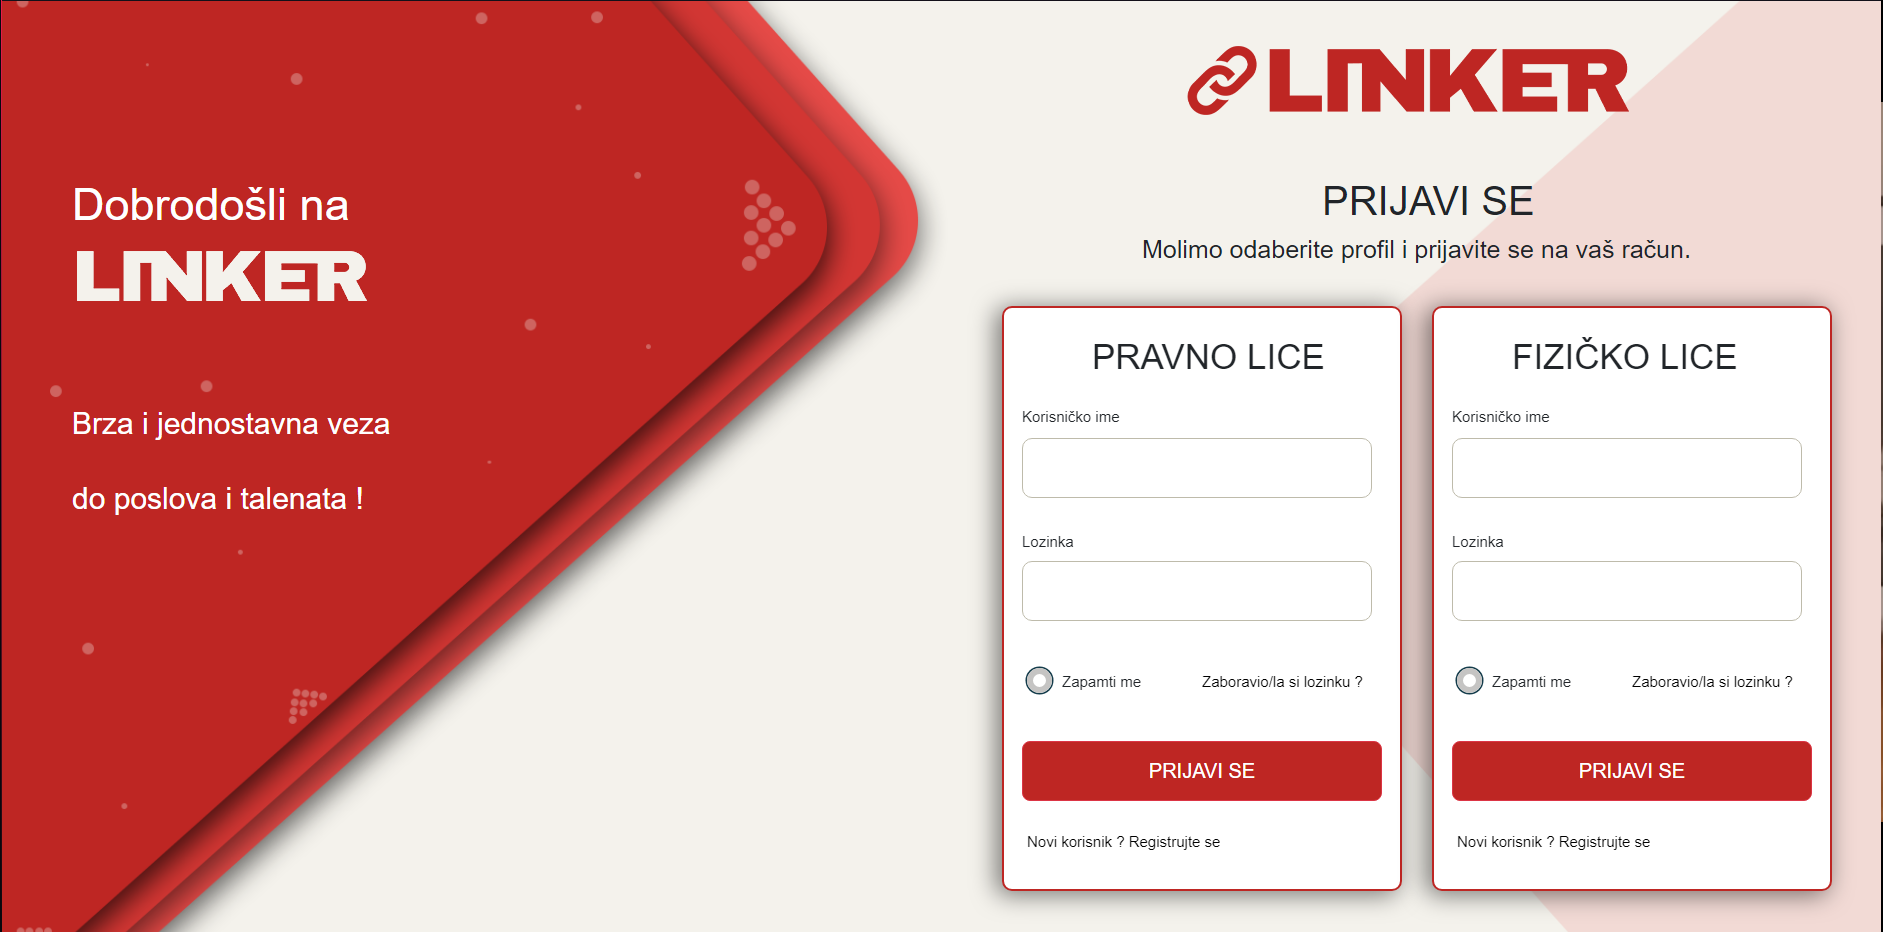 Dobrodošli na
LINKER
Brza i jednostavna veza
do poslova i talenata !
LINKER
PRIJAVI SE
Molimo odaberite profil i prijavite se na vaš račun.
PRAVNO LICE
Korisničko ime
Lozinka
Zapamti me
Zaboravio/la si lozinku ?
PRIJAVI SE
Novi korisnik ? Registrujte se
FIZIČKO LICE
Korisničko ime
Lozinka
Zapamti me
Zaboravio/la si lozinku ?
PRIJAVI SE
Novi korisnik ? Registrujte se